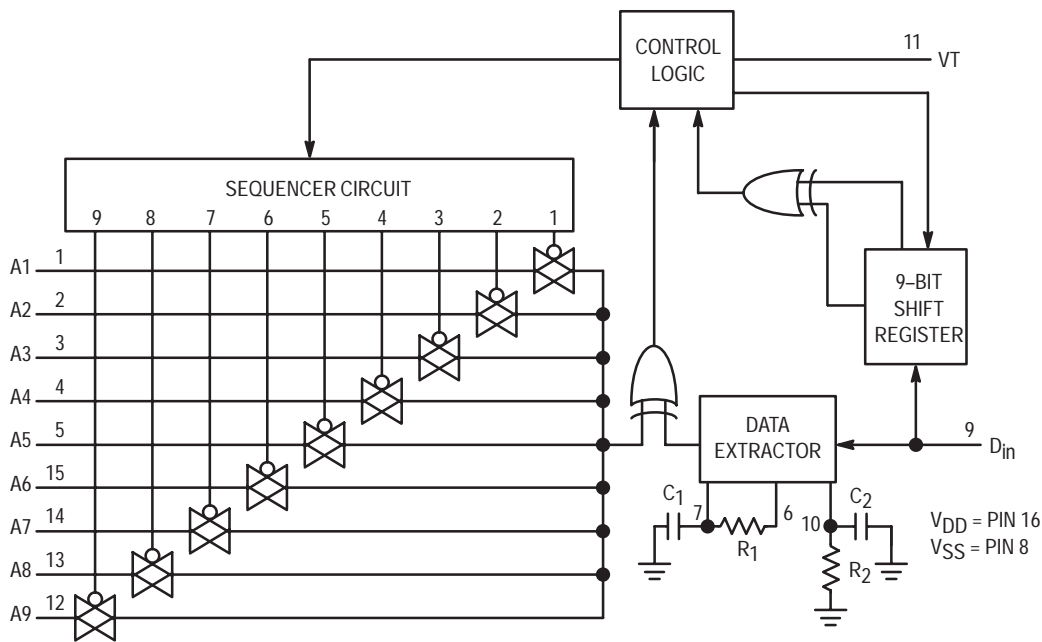 CONTROL
LOGIC
11
VT
SEQUENCER CIRCUIT
9 8 7 6 5 4 3 2 1
A1 1
A2 2
A3 3
A4 4
A5 5
A6 15
A7 14
A8 13
A9 12
9–BIT
SHIFT
REGISTER
DATA
EXTRACTOR
9
Din
C1
7
R1
6
10
C2
R2
VDD = PIN 16
VSS = PIN 8